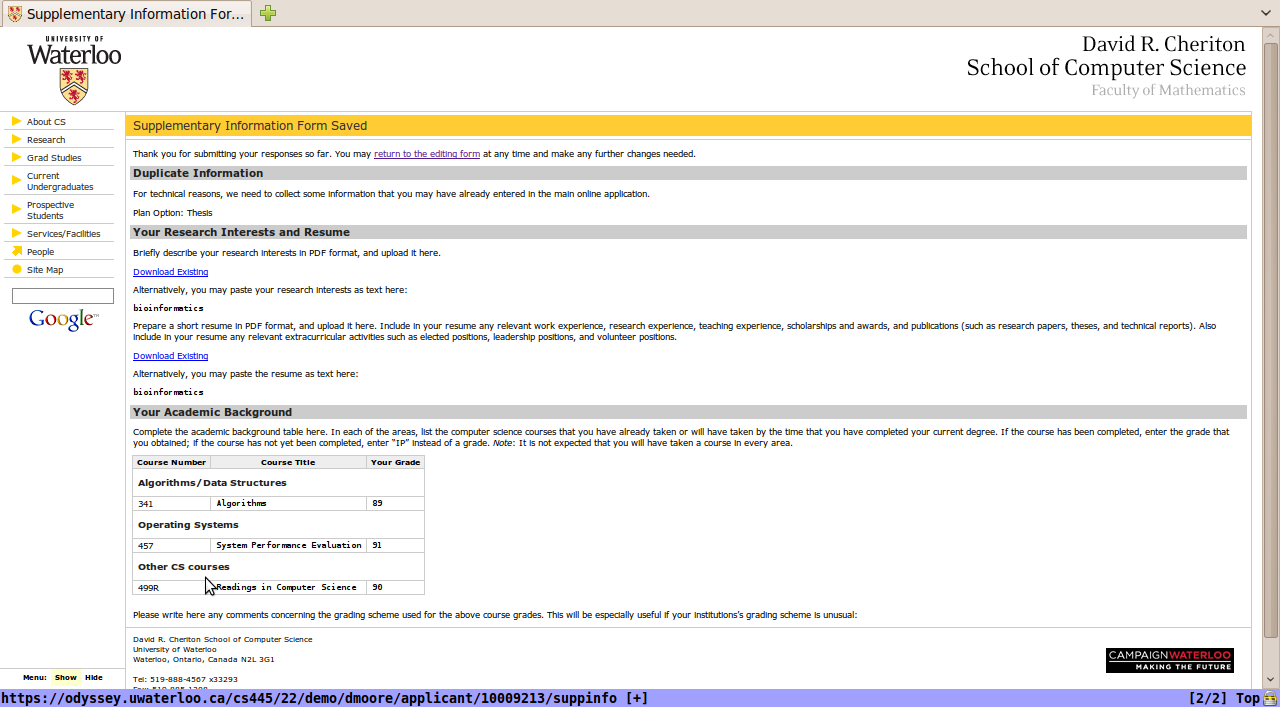 Supplementary Information For...
UNIVERSITY OF
Waterloo
David R. Cheriton
School of Computer Science
Faculty of Mathematics
About CS
Research
Grad Studies
Current
Undergraduates
Prospective
Students
Services/Facilities
People
Site Map
Google™
Supplementary Information Form Saved
Thank you for submitting your responses so far. You may return to the editing form at any time and make any further changes needed.
Duplicate Information
For technical reasons, we need to collect some information that you may have already entered in the main online application.
Plan Option: Thesis
Your Research Interests and Resume
Briefly describe your research interests in PDF format, and upload it here.
Download Existing
Alternatively, you may paste your research interests as text here:
bioinformatics
Prepare a short resume in PDF format, and upload it here. Include in your resume any relevant work experience, research experience, teaching experience, scholarships and awards, and publications (such as research papers, theses, and technical reports). Also
include in your resume any relevant extracurricular activities such as elected positions, leadership positions, and volunteer positions.
Download Existing
Alternatively, you may paste the resume as text here:
bioinformatics
Your Academic Background
Complete the academic background table here. In each of the areas, list the computer science courses that you have already taken or will have taken by the time that you have completed your current degree. If the course has been completed, enter the grade that
you obtained; if the course has not yet been completed, enter “IP” instead of a grade. Note: It is not expected that you will have taken a course in every area.
Course Number Course Title Your Grade
Algorithms/Data Structures
341 Algorithms 89
Operating Systems
457 System Performance Evaluation 91
Other CS courses
499R Readings in Computer Science 90
Please write here any comments concerning the grading scheme used for the above course grades. This will be especially useful if your institutions's grading scheme is unusual:
David R. Cheriton School of Computer Science
University of Waterloo
Waterloo, Ontario, Canada N2L 3G1
Tel: 519-888-4567 x33293
CAMPAIGN WATERLOO
MAKING THE FUTURE
Menu: Show Hide
https://odyssey.uwaterloo.ca/cs445/22/demo/dmoore/applicant/10009213/suppinfo [+] [2/2] Top